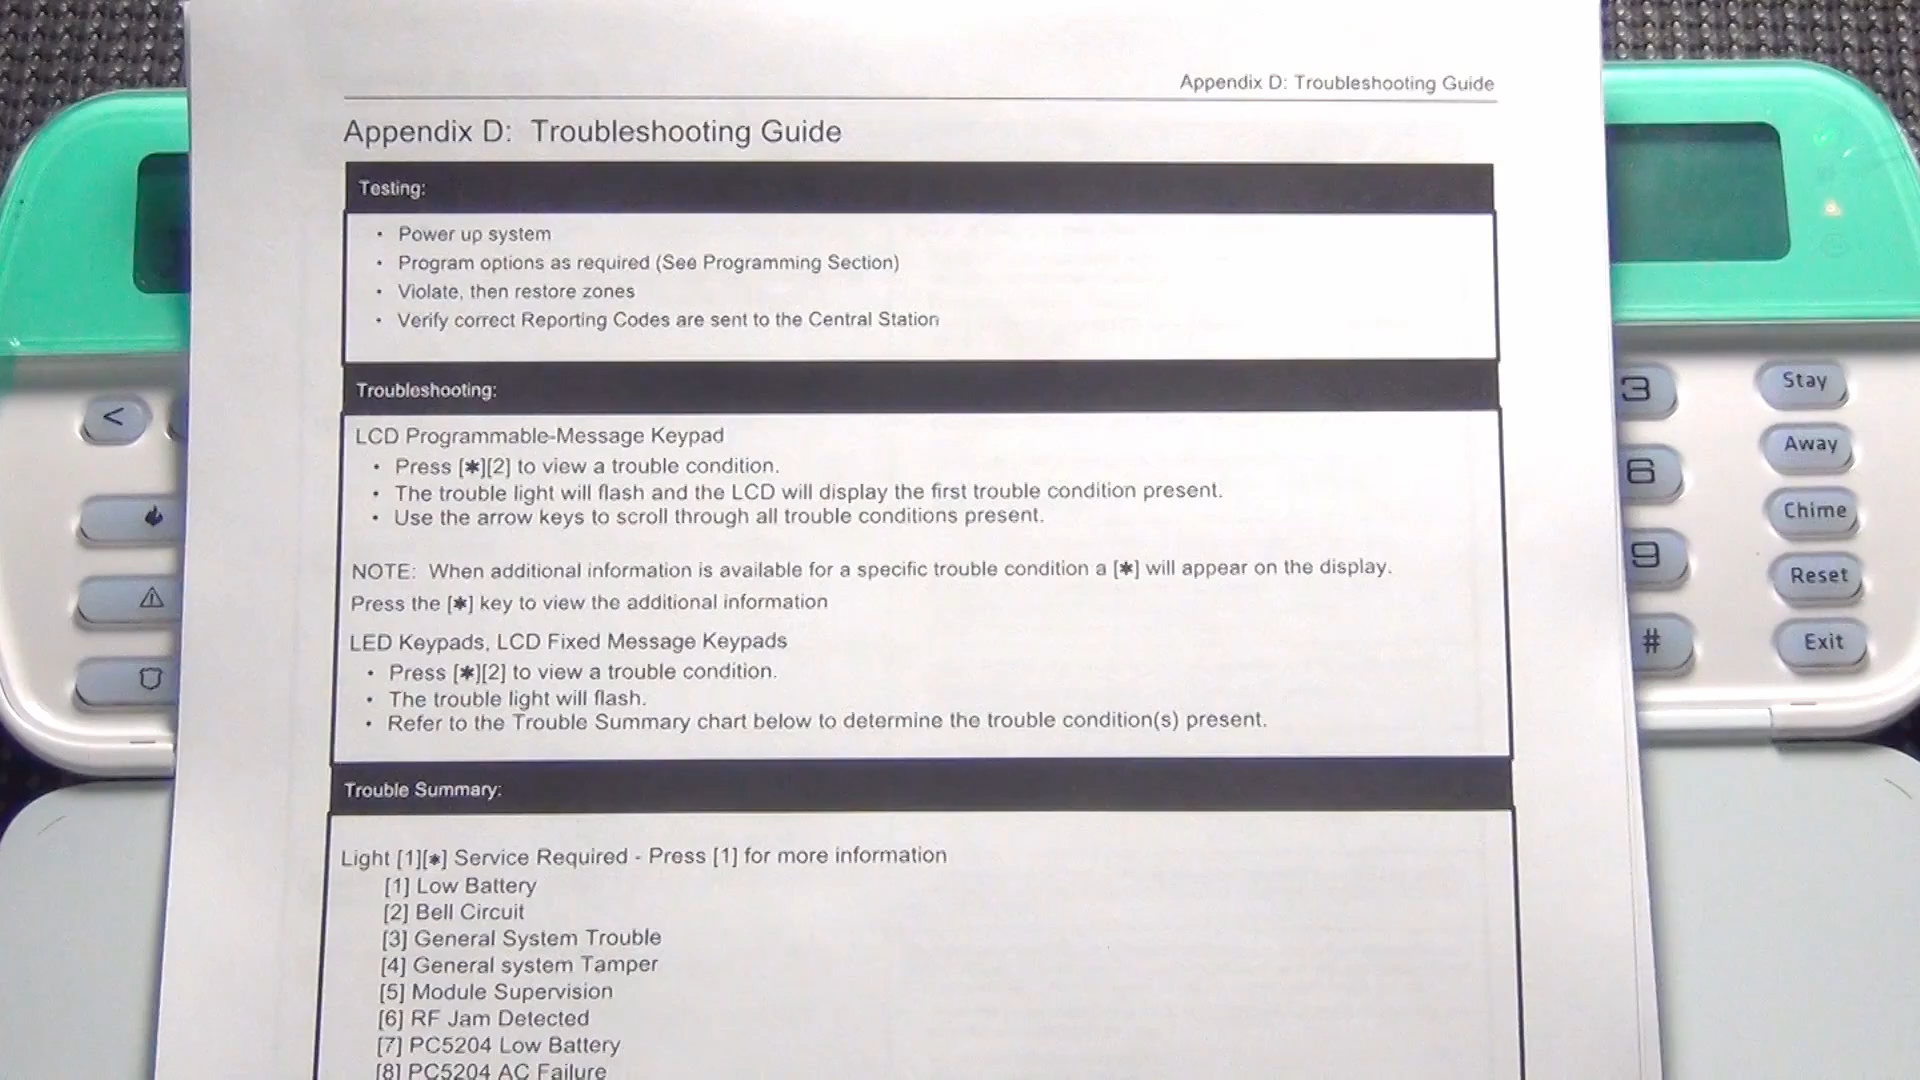 Appendix D: Troubleshooting Guide
Appendix D: Troubleshooting Guide
Testing:
• Power up system
• Program options as required (See Programming Section)
• Violate, then restore zones
• Verify correct Reporting Codes are sent to the Central Station
Troubleshooting:
LCD Programmable-Message Keypad
• Press [✱][2] to view a trouble condition.
• The trouble light will flash and the LCD will display the first trouble condition present.
• Use the arrow keys to scroll through all trouble conditions present.
NOTE: When additional information is available for a specific trouble condition a [✱] will appear on the display.
Press the [✱] key to view the additional information
LED Keypads, LCD Fixed Message Keypads
• Press [✱][2] to view a trouble condition.
• The trouble light will flash.
• Refer to the Trouble Summary chart below to determine the trouble condition(s) present.
Trouble Summary:
Light [1][✱] Service Required - Press [1] for more information
[1] Low Battery
[2] Bell Circuit
[3] General System Trouble
[4] General system Tamper
[5] Module Supervision
[6] RF Jam Detected
[7] PC5204 Low Battery
[8] PC5204 AC Failure
<
3
6
9
#
Stay
Away
Chime
Reset
Exit